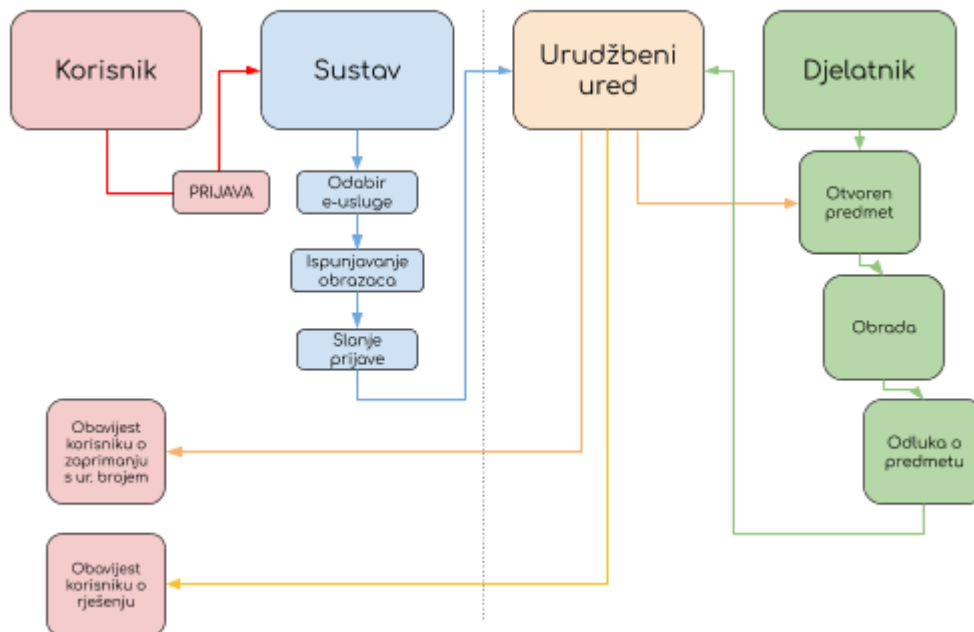 Korisnik
Sustav
Urudžbeni
ured
Djelatnik
PRIJAVA
Odabir
e-usluge
Ispunjavanje
obrazaca
Slanje
prijave
Otvoren
predmet
Obrada
Odluka o
predmetu
Obavijest
korisniku o
zaprimanju
s ur. brojem
Obavijest
korisniku o
rješenju